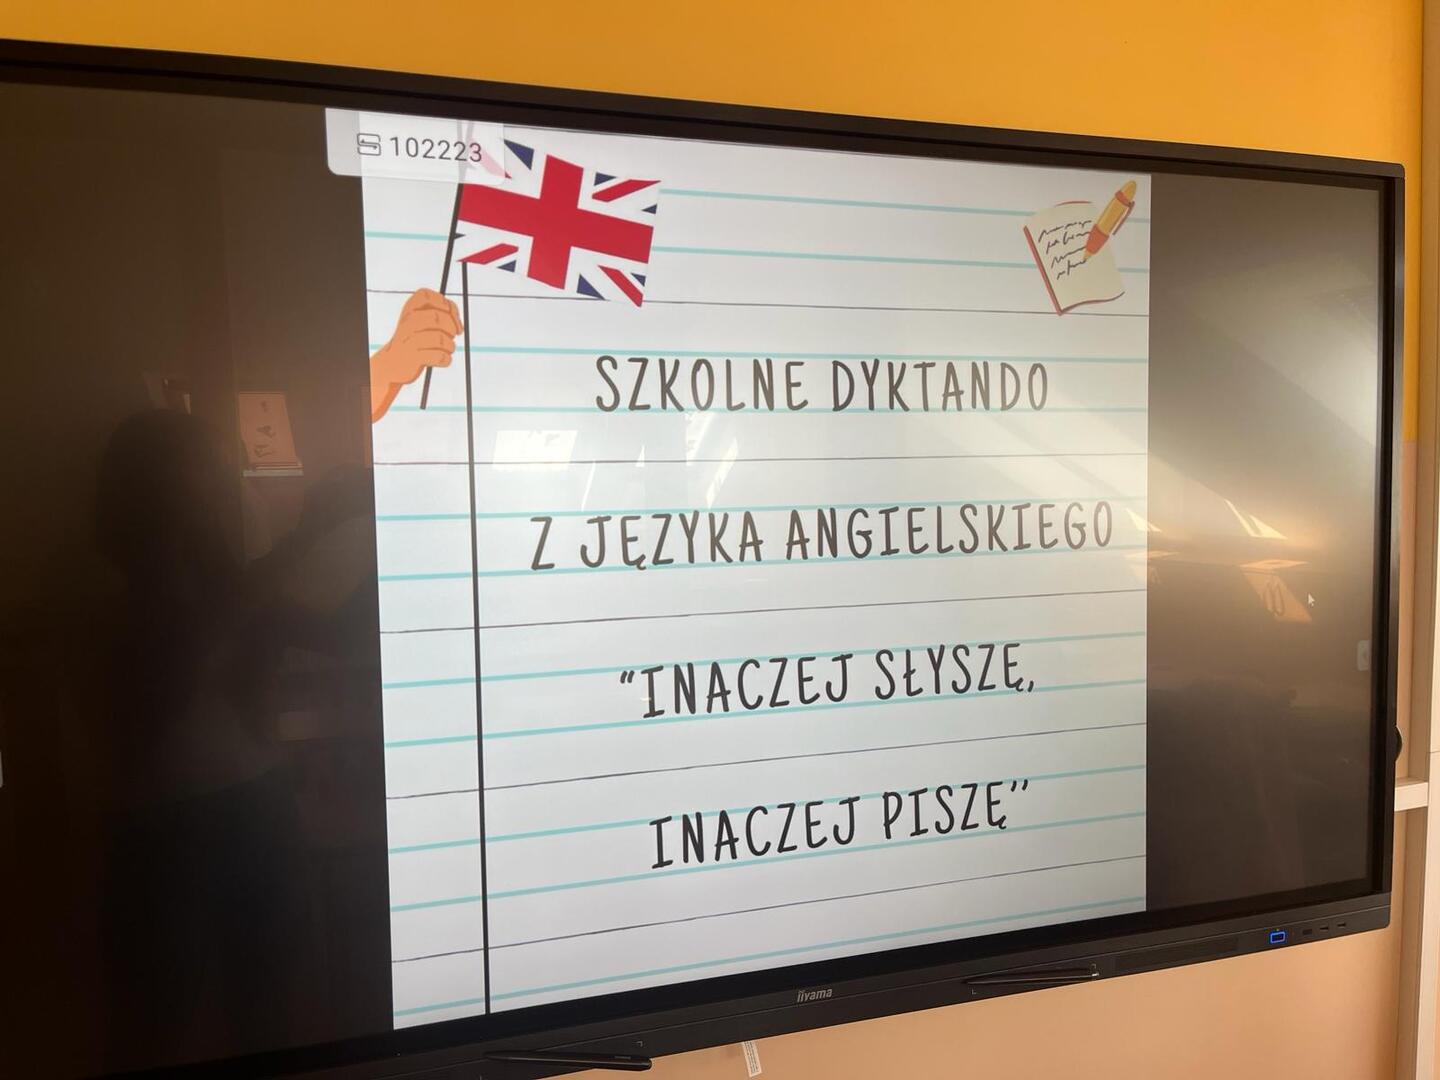 102223
SZKOLNE DYKTANDO
Z JĘZYKA ANGIELSKIEGO
“INACZEJ SŁYSZĘ,
INACZEJ PISZĘ”
iiyama